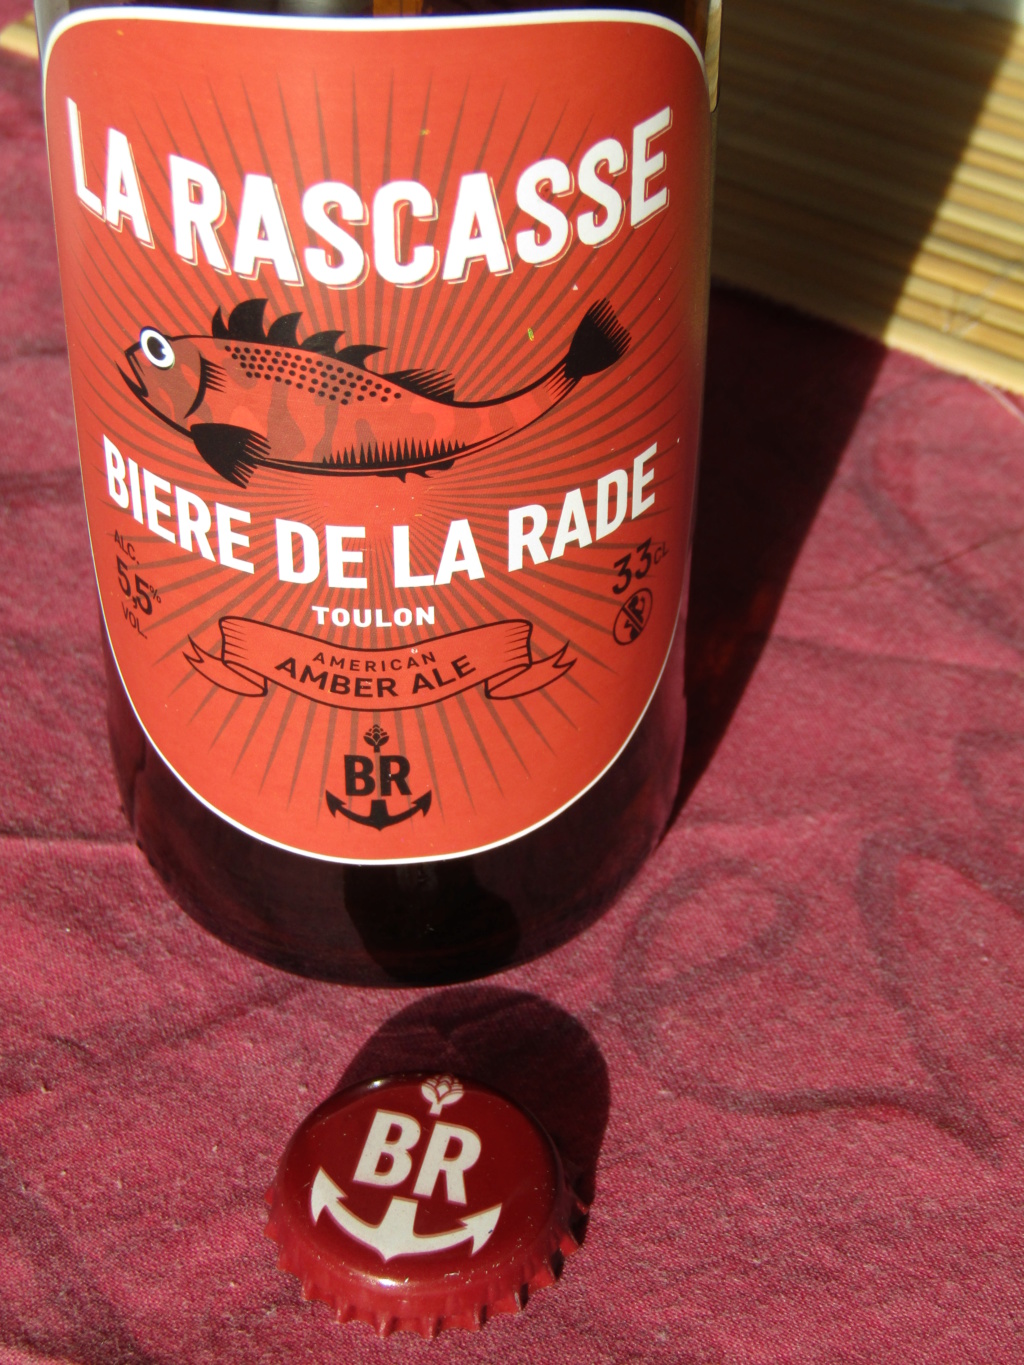 LA RASCASSE
BIERE DE LA RADE
ALC.
5,5%
VOL.
33CL
TOULON
AMERICAN
AMBER ALE
BR
BR